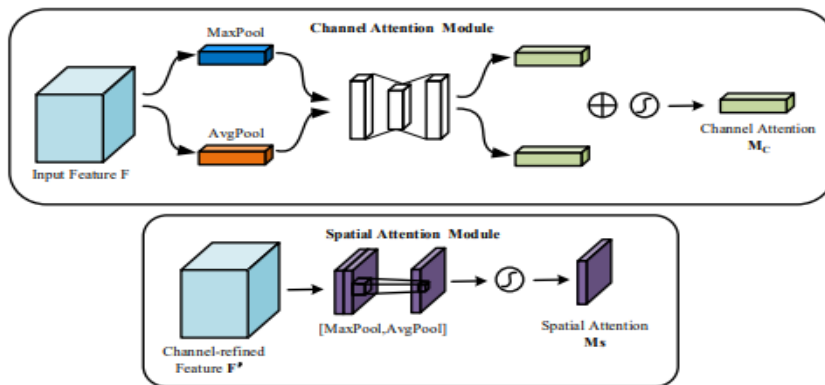 MaxPool
Channel Attention Module
AvgPool
Input Feature F
Channel Attention
M_C
Spatial Attention Module
[MaxPool,AvgPool]
Channel-refined
Feature F'
Spatial Attention
Ms